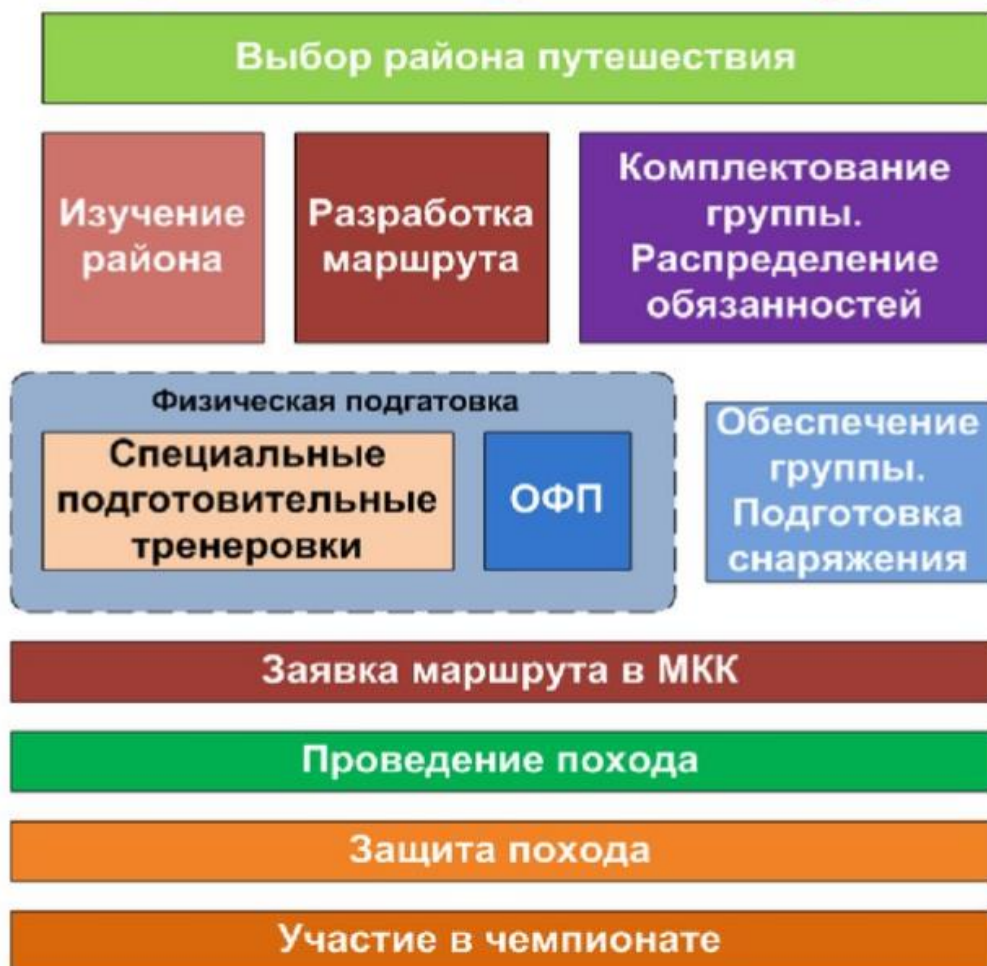 Выбор района путешествия
Изучение
района
Разработка
маршрута
Комплектование
группы.
Распределение
обязанностей
Физическая подгатовка
Специальные
подготовительные
тренеровки
ОФП
Обеспечение
группы.
Подготовка
снаряжения
Заявка маршрута в МКК
Проведение похода
Защита похода
Участие в чемпионате